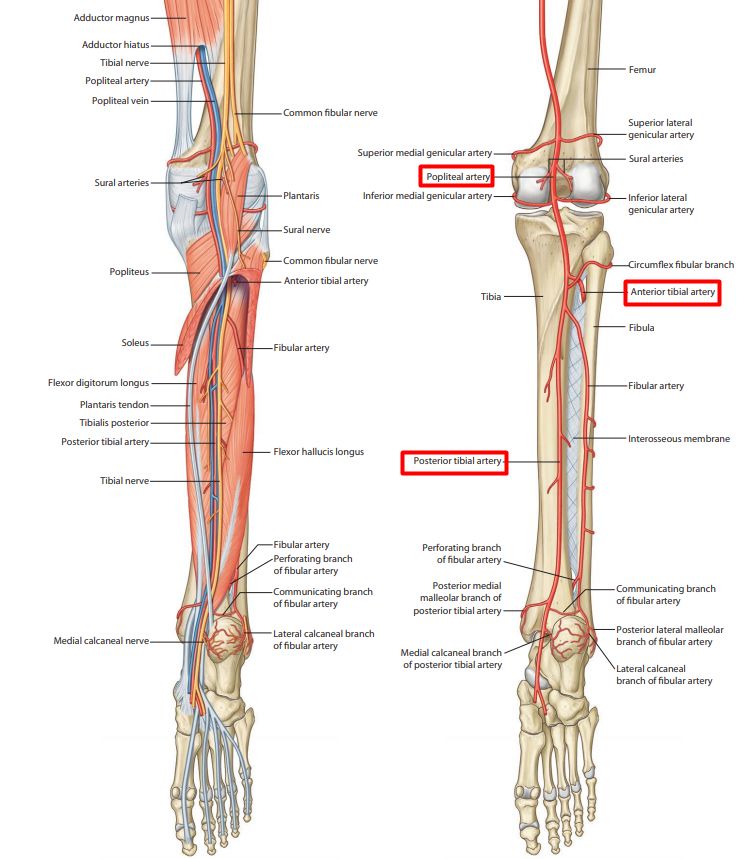 Adductor magnus
Adductor hiatus
Tibial nerve
Popliteal artery
Popliteal vein
Common fibular nerve
Sural arteries
Plantaris
Sural nerve
Common fibular nerve
Popliteus
Anterior tibial artery
Soleus
Fibular artery
Flexor digitorum longus
Plantaris tendon
Tibialis posterior
Posterior tibial artery
Flexor hallucis longus
Tibial nerve
Fibular artery
Perforating branch
of fibular artery
Communicating branch
of fibular artery
Medial calcaneal nerve
Lateral calcaneal branch
of fibular artery
Femur
Superior lateral
genicular artery
Superior medial genicular artery
Sural arteries
Popliteal artery
Inferior medial genicular artery
Inferior lateral
genicular artery
Circumflex fibular branch
Tibia
Anterior tibial artery
Fibula
Fibular artery
Interosseous membrane
Posterior tibial artery
Perforating branch
of fibular artery
Posterior medial
malleolar branch of
posterior tibial artery
Communicating branch
of fibular artery
Posterior lateral malleolar
branch of fibular artery
Medial calcaneal branch
of posterior tibial artery
Lateral calcaneal
branch of fibular artery